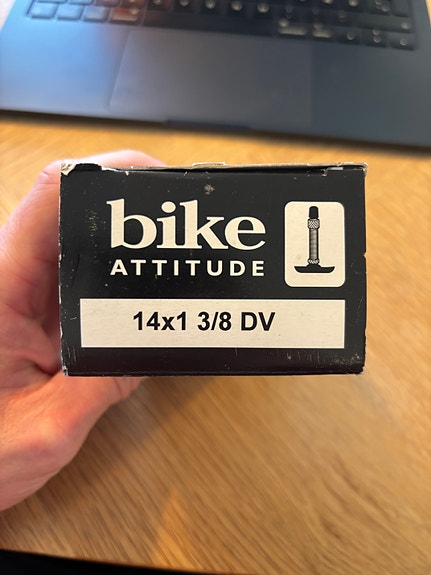 bike
ATTITUDE
14x1 3/8 DV